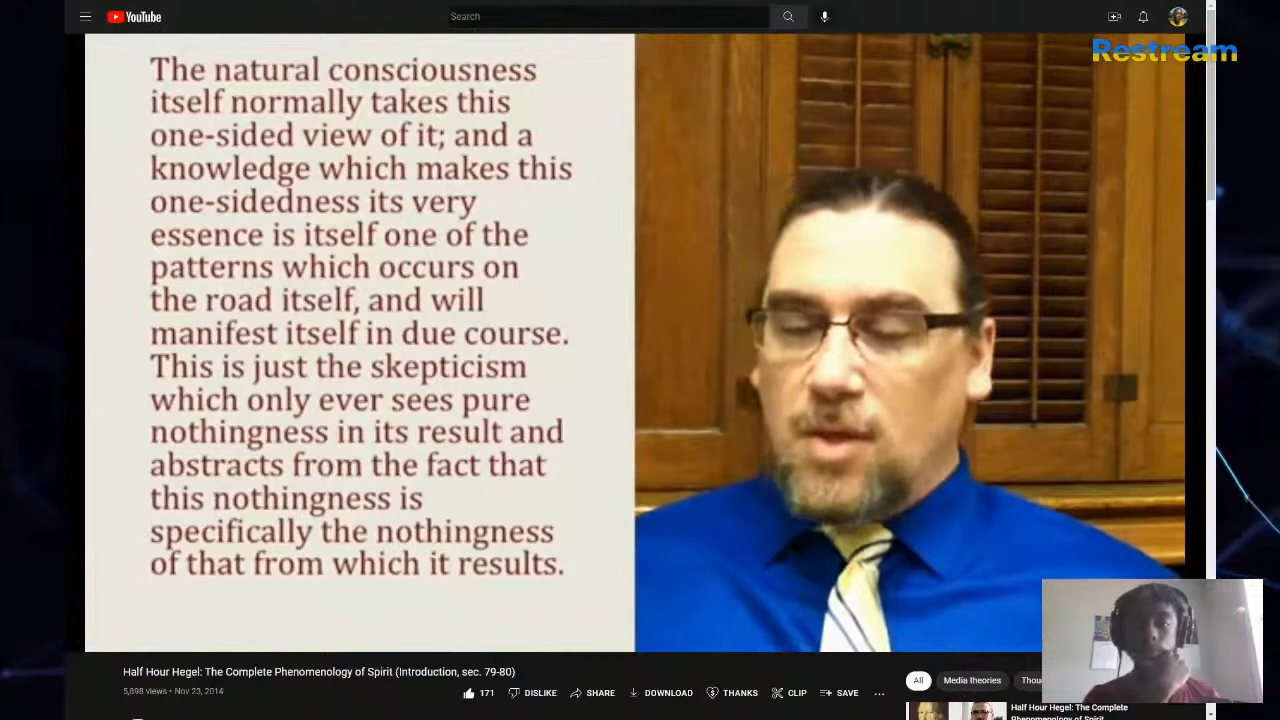 YouTube
Search
Restream
The natural consciousness
itself normally takes this
one-sided view of it; and a
knowledge which makes this
one-sidedness its very
essence is itself one of the
patterns which occurs on
the road itself, and will
manifest itself in due course.
This is just the skepticism
which only ever sees pure
nothingness in its result and
abstracts from the fact that
this nothingness is
specifically the nothingness
of that from which it results.
Half Hour Hegel: The Complete Phenomenology of Spirit (Introduction, sec. 79-80)
5,898 views • Nov 23, 2014
171 DISLIKE SHARE DOWNLOAD THANKS CLIP SAVE ...
All Media theories Thou
Half Hour Hegel: The Complete
Phenomenology of Spirit